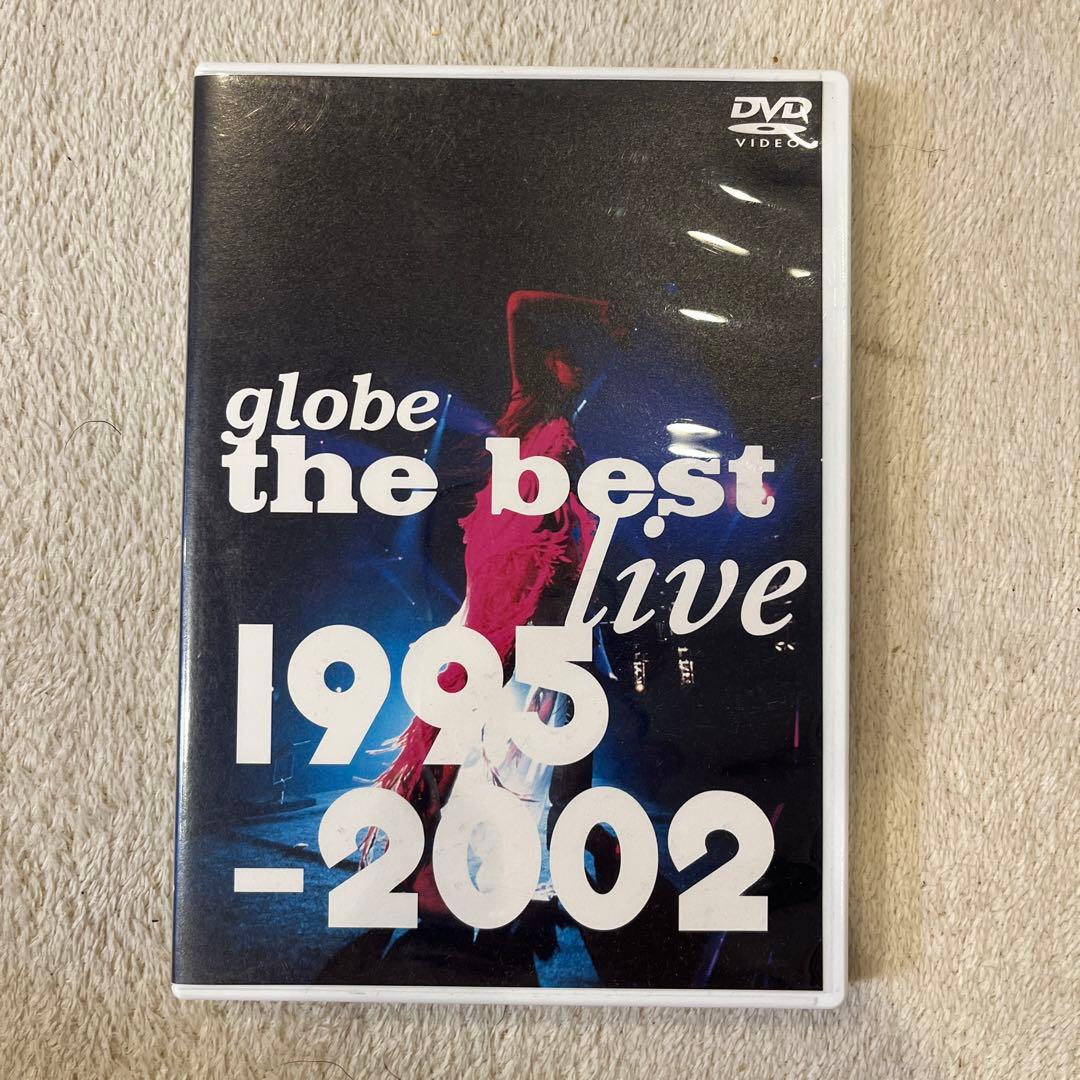 DVD
VIDEO
globe
the best
live
1995
-2002